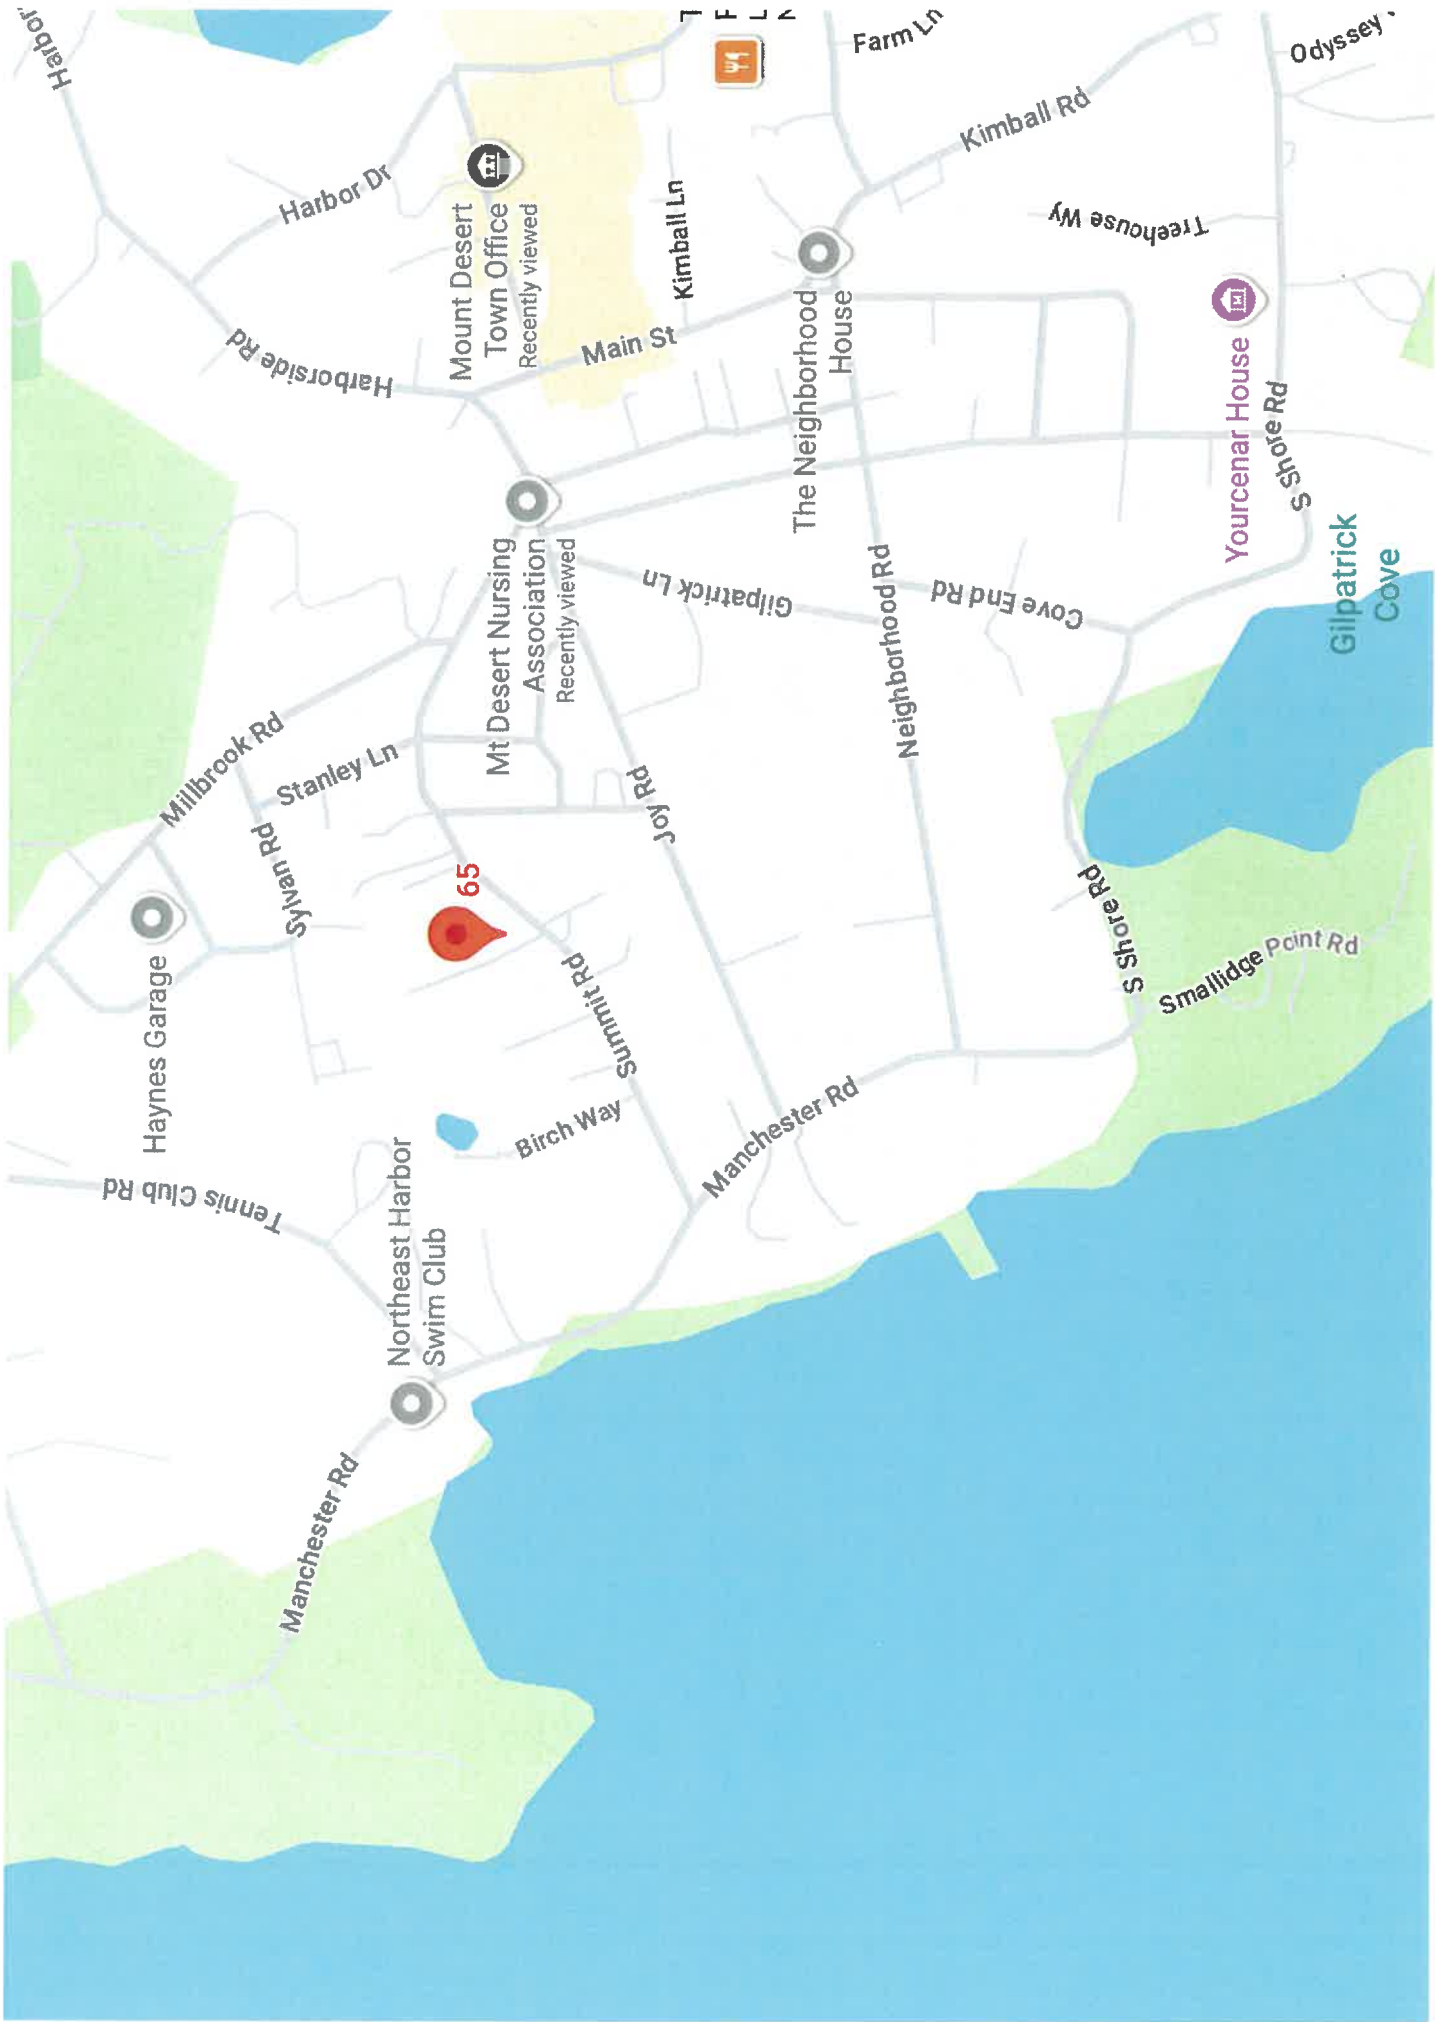 Harbor
Haynes Garage
Tennis Club Rd
Millbrook Rd
Sylvan Rd
Manchester Rd
Stanley Ln
Harborside Rd
Harbor Dr
Northeast Harbor
Swim Club
65
Mount Desert
Town Office
Recently viewed
Mt Desert Nursing
Association
Recently viewed
Birch Way
Summit Rd
Main St
Joy Rd
Gilpatrick Ln
Kimball Ln
Manchester Rd
The Neighborhood
House
Neighborhood Rd
Farm Ln
Cove End Rd
Kimball Rd
S Shore Rd
Treehouse Wy
Smallidge Point Rd
Yourcenar House
S Shore Rd
Gilpatrick
Cove
Odyssey